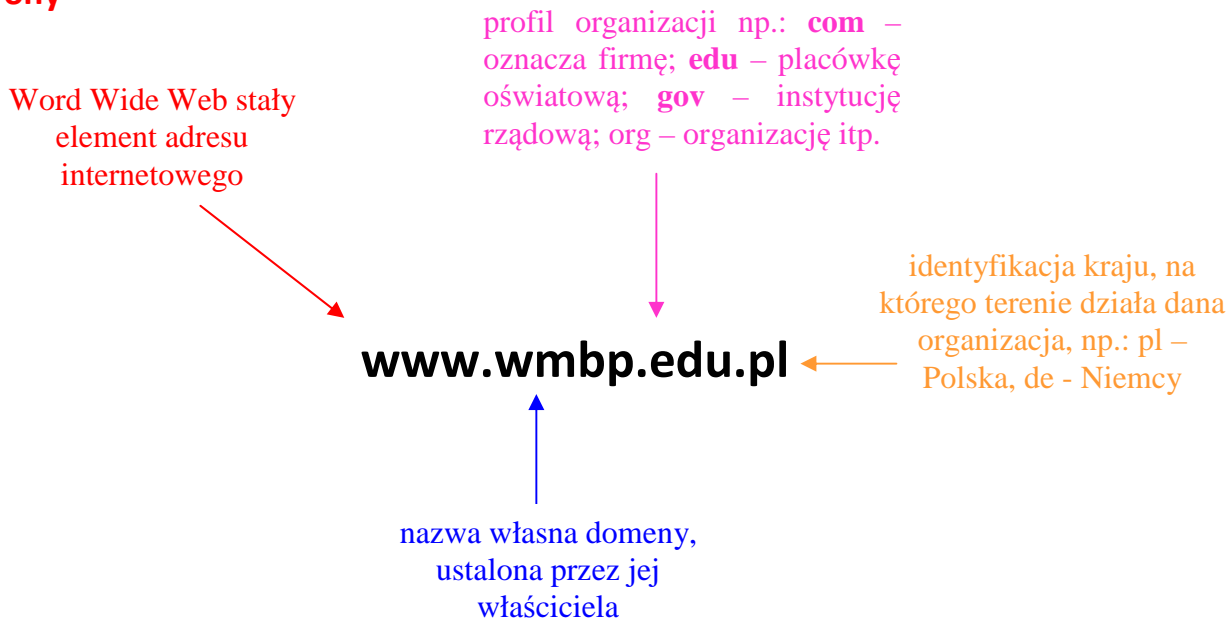 profil organizacji np.: com –
oznacza firmę; edu – placówkę
oświatową; gov – instytucję
rządową; org – organizację itp.
Word Wide Web stały
element adresu
internetowego
identyfikacja kraju, na
którego terenie działa dana
organizacja, np.: pl –
Polska, de - Niemcy
www.wmbp.edu.pl
nazwa własna domeny,
ustalona przez jej
właściciela